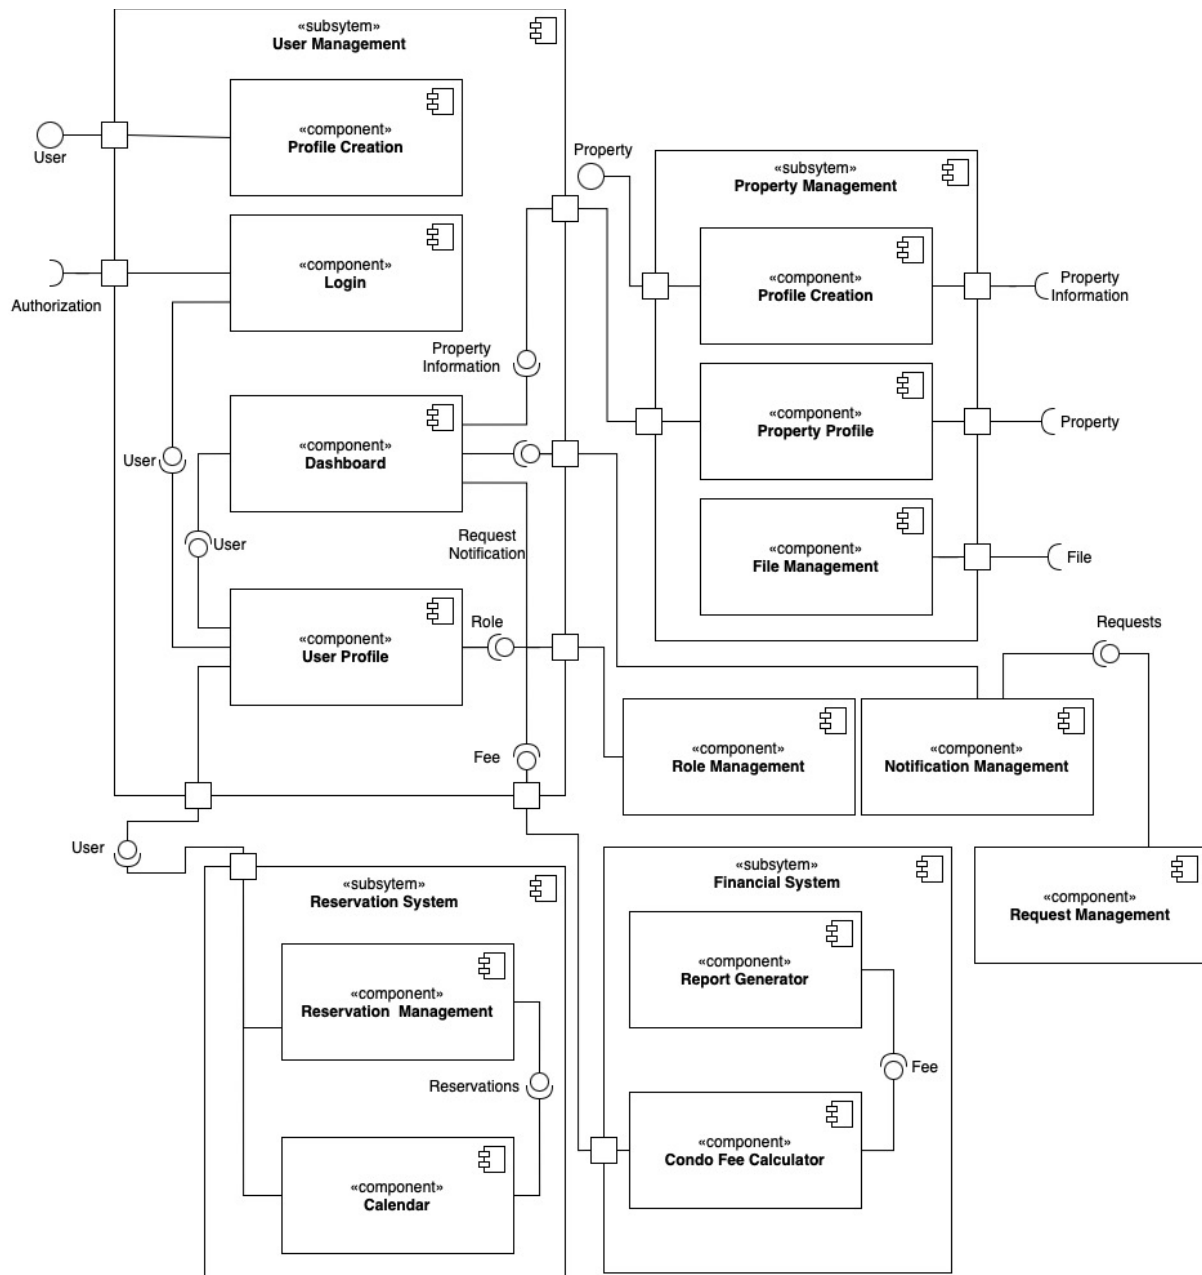 «subsytem»
User Management
«component»
Profile Creation
User
Property
«subsytem»
Property Management
«component»
Login
Authorization
«component»
Profile Creation
Property
Information
Property
Information
«component»
Dashboard
User
«component»
Property Profile
Property
Request
Notification
User
«component»
File Management
File
«component»
User Profile
Role
Requests
«component»
Role Management
«component»
Notification Management
Fee
User
«subsytem»
Reservation System
«subsytem»
Financial System
«component»
Request Management
«component»
Reservation  Management
«component»
Report Generator
Reservations
Fee
«component»
Calendar
«component»
Condo Fee Calculator